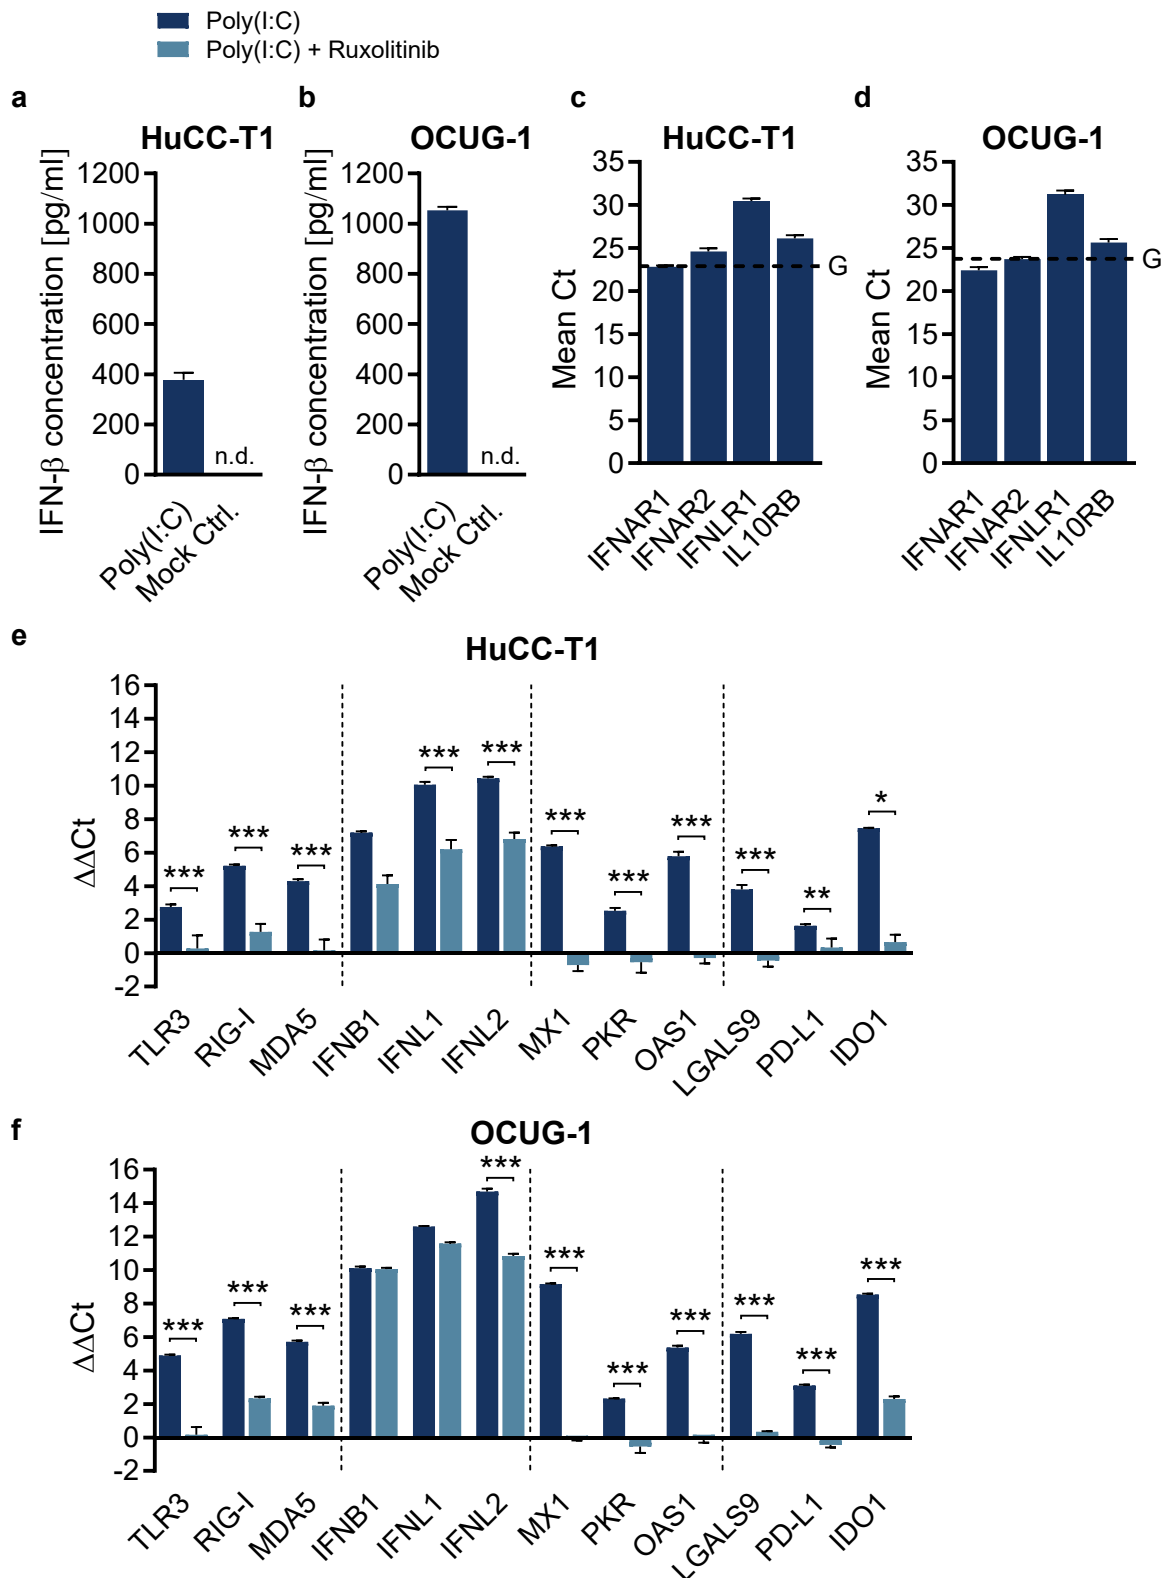 Poly(I:C)
Poly(I:C) + Ruxolitinib
a
b
c
d
HuCC-T1
OCUG-1
HuCC-T1
OCUG-1
IFN-β concentration [pg/ml]
1200
1000
800
600
400
200
0
n.d.
Poly(I:C)
Mock Ctrl.
IFN-β concentration [pg/ml]
1200
1000
800
600
400
200
0
n.d.
Poly(I:C)
Mock Ctrl.
Mean Ct
35
30
25
20
15
10
5
0
G
IFNAR1
IFNAR2
IFNLR1
IL10RB
Mean Ct
35
30
25
20
15
10
5
0
G
IFNAR1
IFNAR2
IFNLR1
IL10RB
e
HuCC-T1
ΔΔCt
16
14
12
10
8
6
4
2
0
-2
***
***
***
***
***
***
***
***
***
**
*
TLR3
RIG-I
MDA5
IFNB1
IFNL1
IFNL2
MX1
PKR
OAS1
LGALS9
PD-L1
IDO1
f
OCUG-1
ΔΔCt
16
14
12
10
8
6
4
2
0
-2
***
***
***
***
***
***
***
***
***
***
TLR3
RIG-I
MDA5
IFNB1
IFNL1
IFNL2
MX1
PKR
OAS1
LGALS9
PD-L1
IDO1